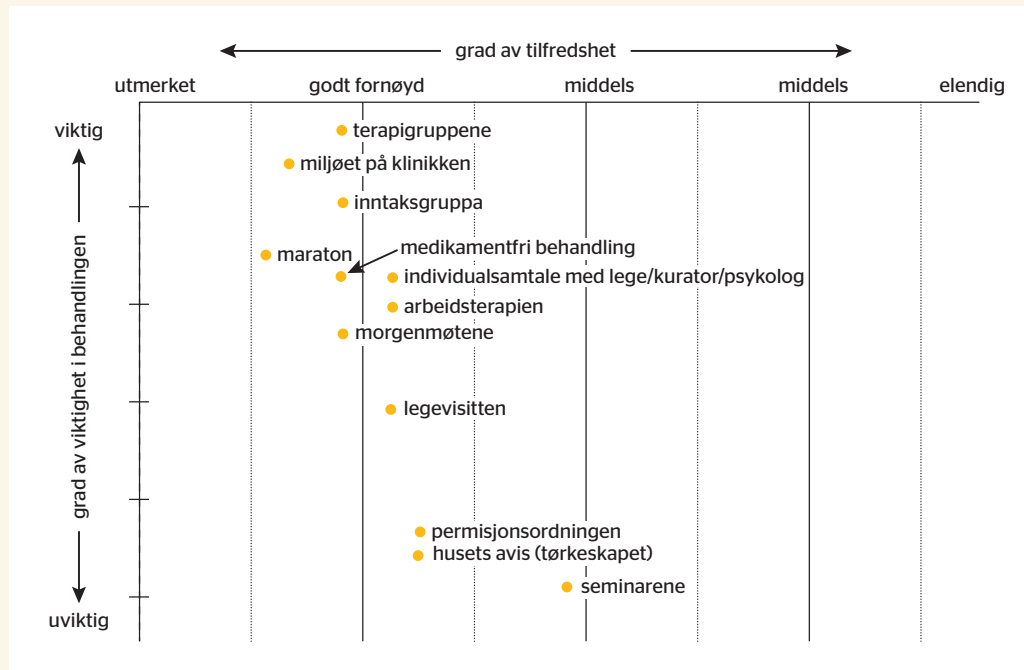 grad av tilfredshet
utmerket godt fornøyd middels middels elendig
viktig
grad av viktighet i behandlingen
uviktig
terapigruppene
miljøet på klinikken
inntaksgruppa
medikamentfri behandling
maraton
individualsamtale med lege/kurator/psykolog
arbeidsterapien
morgenmøtene
legevisitten
permisjonsordningen
husets avis (tørkeskapet)
seminarene